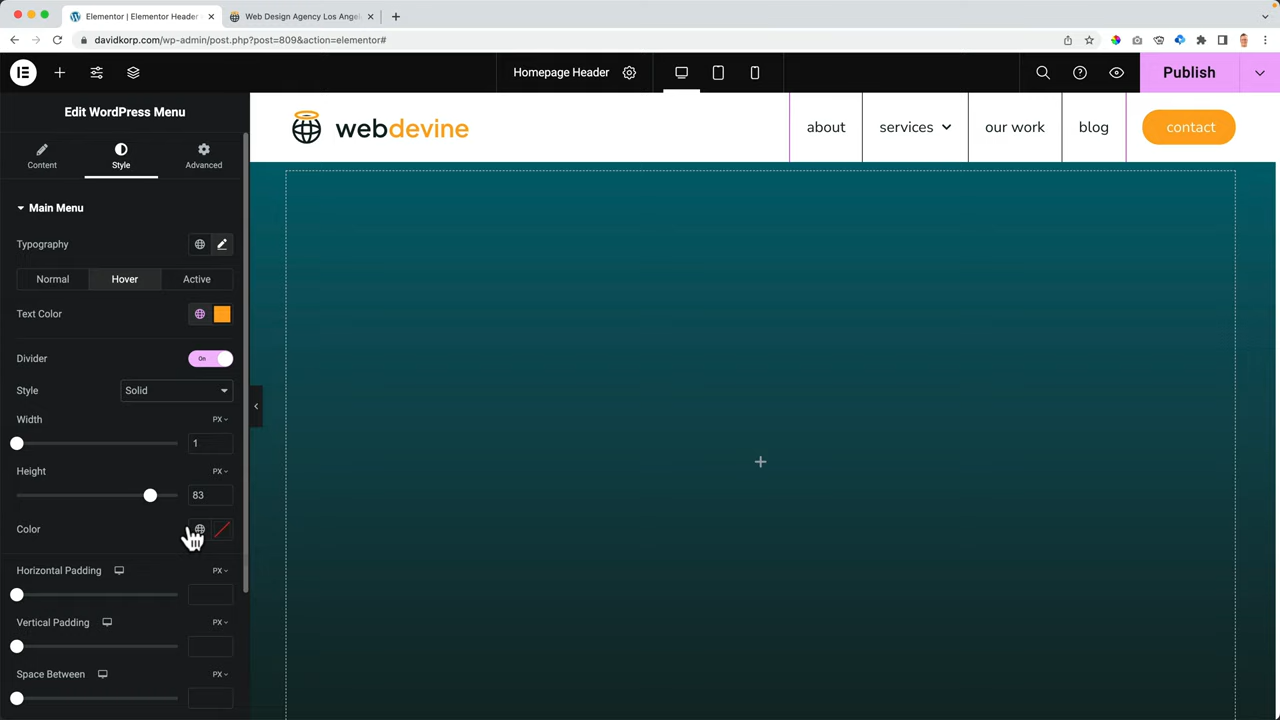 Elementor | Elementor Header
Web Design Agency Los Angel
davidkorp.com/wp-admin/post.php?post=809&action=elementor#
Homepage Header
Publish
Edit WordPress Menu
Content
Style
Advanced
webdevine
about
services
our work
blog
contact
Main Menu
Typography
Normal
Hover
Active
Text Color
Divider
On
Style
Solid
Width
PX
1
Height
PX
83
Color
Horizontal Padding
PX
Vertical Padding
PX
Space Between
PX